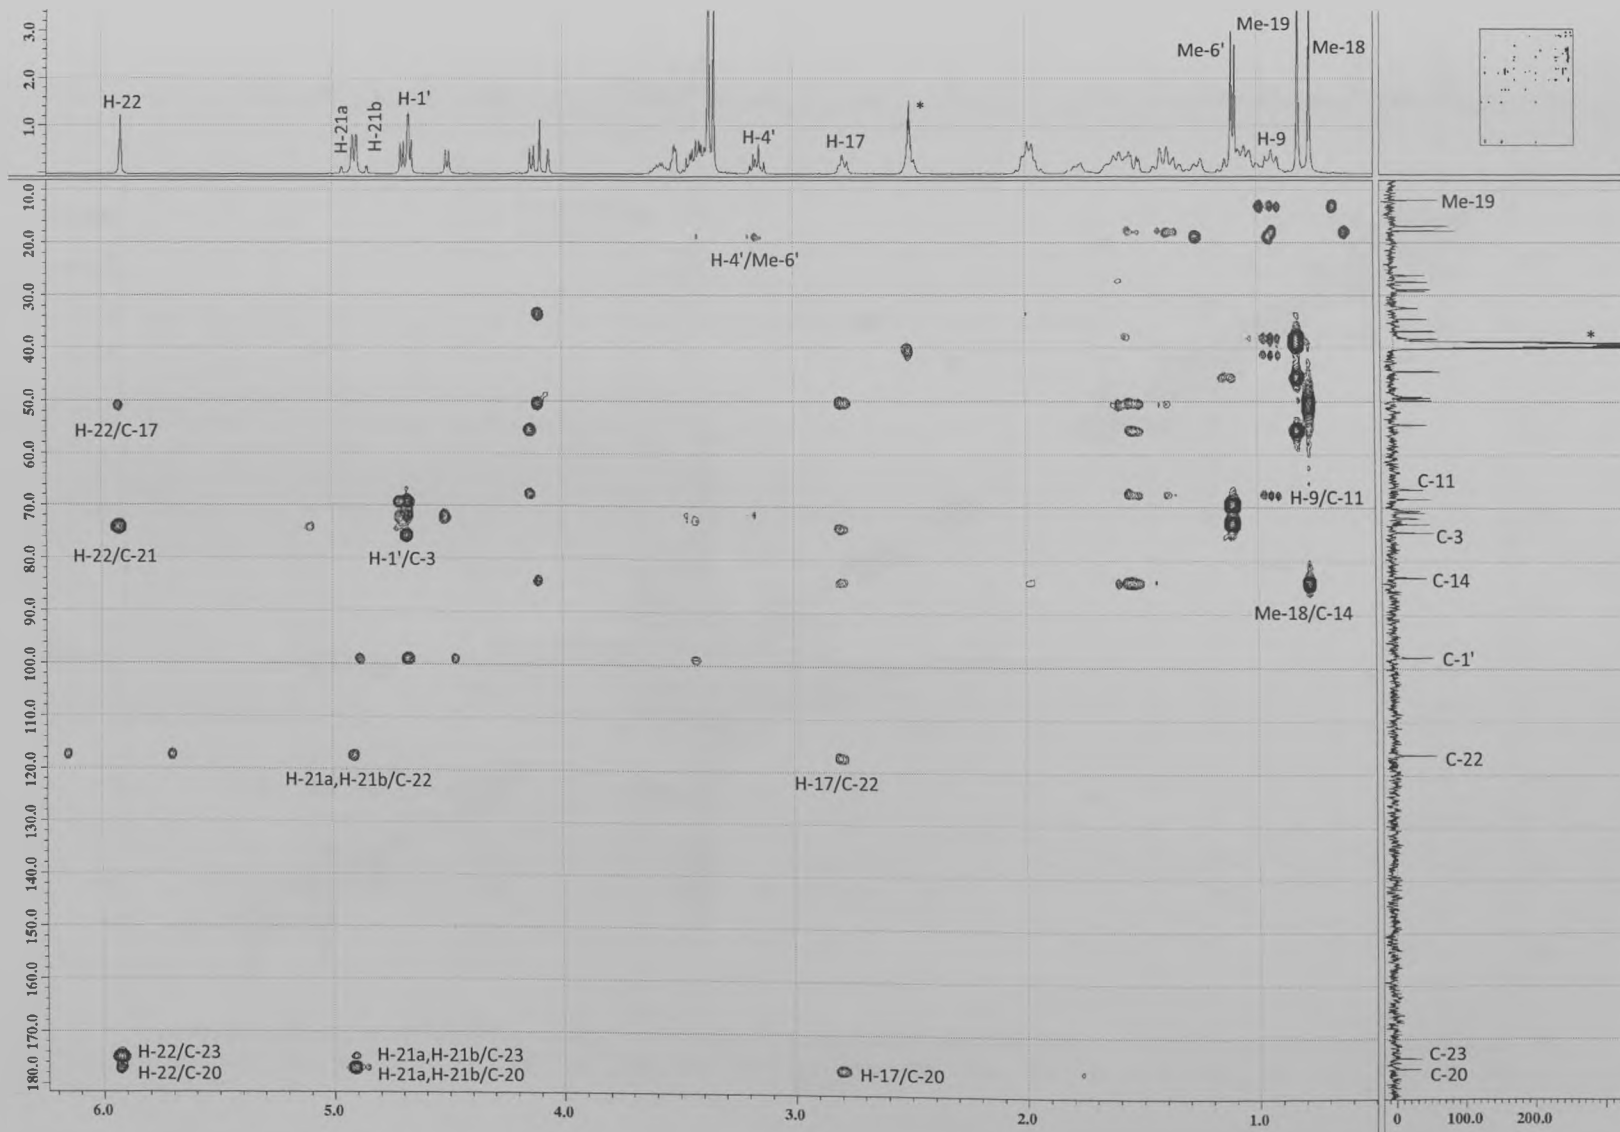 3.0
2.0
1.0
H-22
H-21a
H-21b
H-1'
H-4'
H-17
*
Me-6'
Me-19
H-9
Me-18
10.0
20.0
30.0
40.0
50.0
60.0
70.0
80.0
90.0
100.0
110.0
120.0
130.0
140.0
150.0
160.0
170.0
180.0
H-4'/Me-6'
H-22/C-17
H-22/C-21
H-1'/C-3
H-9/C-11
Me-18/C-14
H-21a,H-21b/C-22
H-17/C-22
H-22/C-23
H-22/C-20
H-21a,H-21b/C-23
H-21a,H-21b/C-20
H-17/C-20
6.0
5.0
4.0
3.0
2.0
1.0
Me-19
*
C-11
C-3
C-14
C-1'
C-22
C-23
C-20
0
100.0
200.0